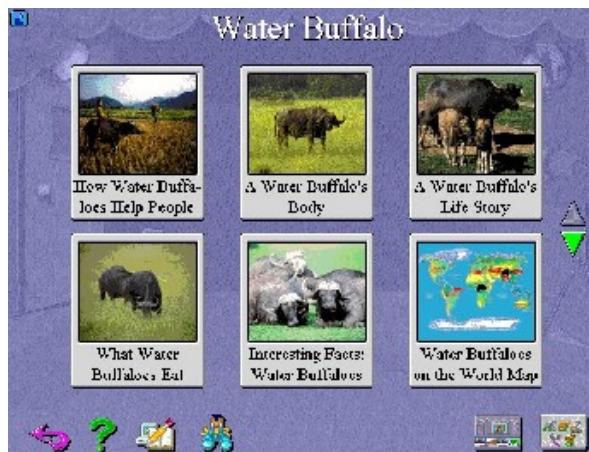 Water Buffalo
How Water Buffa-
loes Help People
A Water Buffalo's
Body
A Water Buffalo's
Life Story
What Water
Buffaloes Eat
Interesting Facts:
Water Buffaloes
Water Buffaloes
on the World Map
?